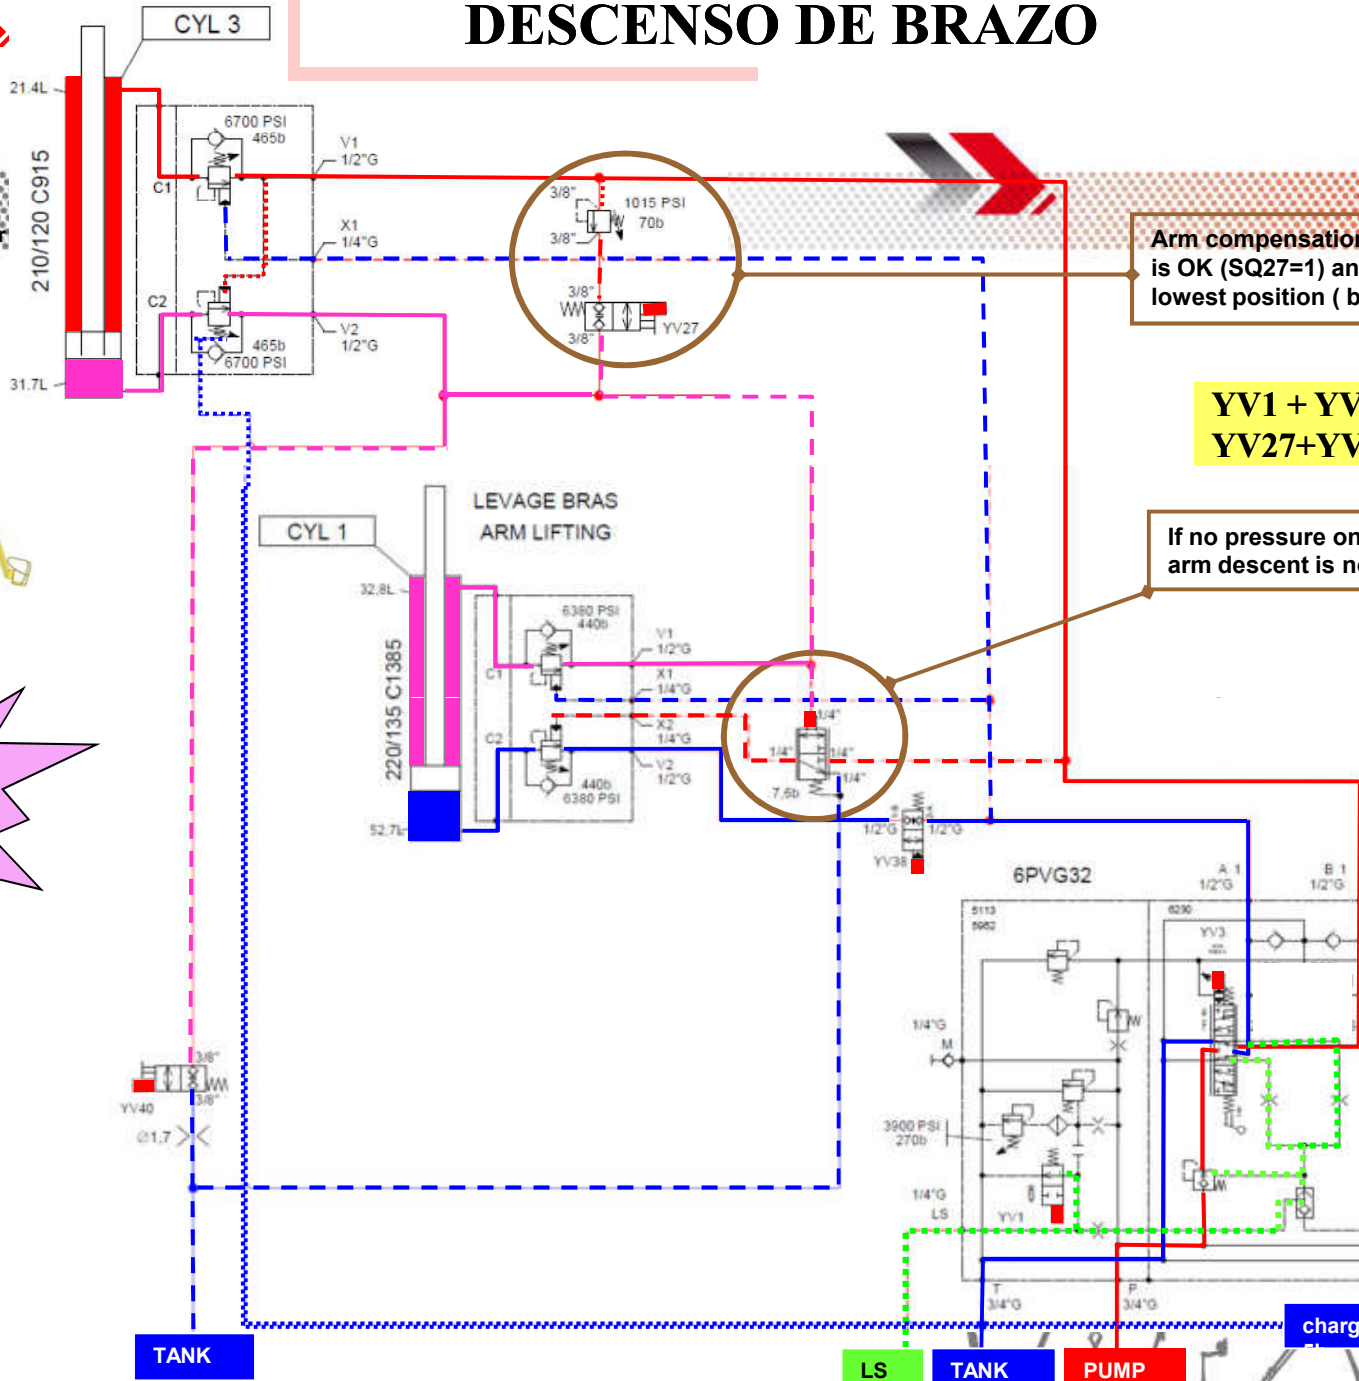 DESCENSO DE BRAZO
CYL 3
21.4L
210/120 C915
31.7L
6700 PSI
465b
V1
1/2"G
C1
X1
1/4"G
C2
V2
1/2"G
465b
6700 PSI
3/8"
1015 PSI
70b
3/8"
3/8"
YV27
3/8"
Arm compensation
is OK (SQ27=1) an
lowest position ( b
YV1 + YV
YV27+YV
If no pressure on
arm descent is n
LEVAGE BRAS
ARM LIFTING
CYL 1
32,8L
220/135 C1385
52,7L
6380 PSI
440b
V1
1/2"G
C1
X1
1/4"G
X2
1/4"G
C2
V2
1/2"G
440b
6380 PSI
1/4"
1/4"
1/4"
1/4"
7,5b
1/2"G
1/2"G
YV38
6PVG32
A 1
1/2"G
B 1
1/2"G
5113
5962
6290
YV3
1/4"G
M
3900 PSI
270b
1/4"G
LS
YV1
T
3/4"G
P
3/4"G
3/8"
3/8"
YV40
Ø1,7
TANK
LS
TANK
PUMP
charg